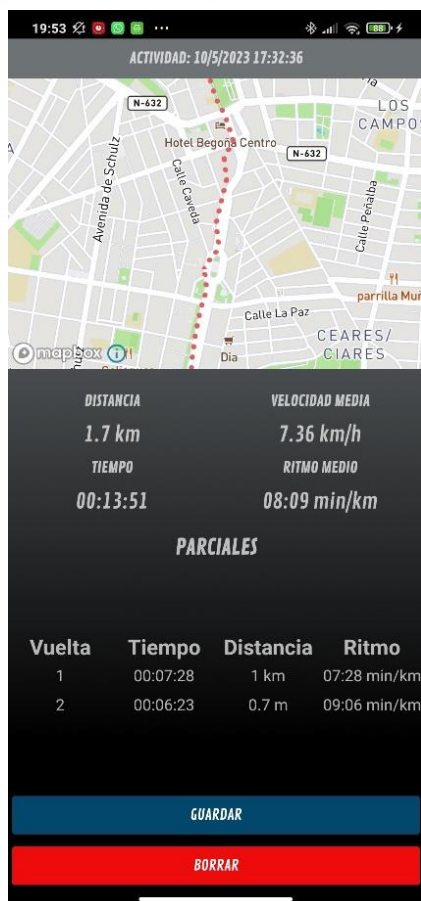 19:53
88
ACTIVIDAD: 10/5/2023 17:32:36
N-632
LOS
CAMPO
Hotel Begoña Centro
N-632
Avenida de Schulz
Calle Caveda
Calle Peñalba
parrilla Muñ
Calle La Paz
CEARES/
CIARES
Dia
mapbox
DISTANCIA VELOCIDAD MEDIA
1.7 km 7.36 km/h
TIEMPO RITMO MEDIO
00:13:51 08:09 min/km
PARCIALES
Vuelta Tiempo Distancia Ritmo
1 00:07:28 1 km 07:28 min/km
2 00:06:23 0.7 m 09:06 min/km
GUARDAR
BORRAR